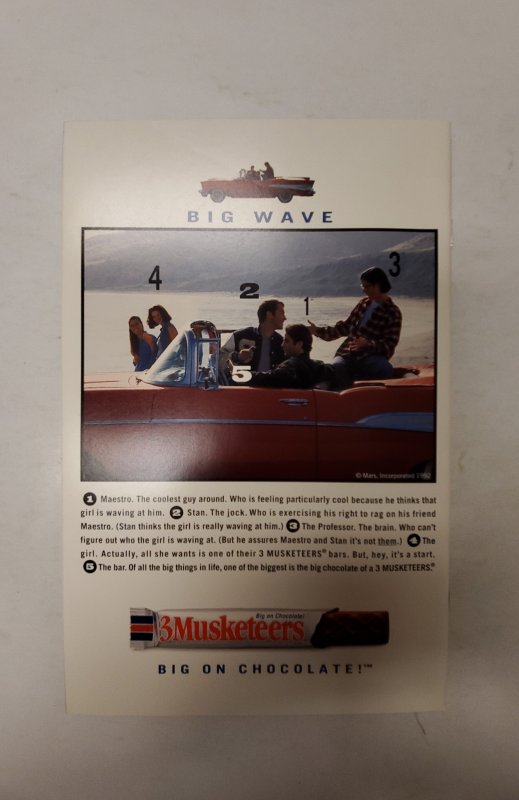 BIG WAVE
4
2
1
3
5
© Mars, Incorporated 1992
1 Maestro. The coolest guy around. Who is feeling particularly cool because he thinks that
girl is waving at him. 2 Stan. The jock. Who is exercising his right to rag on his friend
Maestro. (Stan thinks the girl is really waving at him.) 3 The Professor. The brain. Who can't
figure out who the girl is waving at. (But he assures Maestro and Stan it's not them.) 4 The
girl. Actually, all she wants is one of their 3 MUSKETEERS® bars. But, hey, it's a start.
5 The bar. Of all the big things in life, one of the biggest is the big chocolate of a 3 MUSKETEERS.®
Big on Chocolate!
3Musketeers
BIG ON CHOCOLATE!™